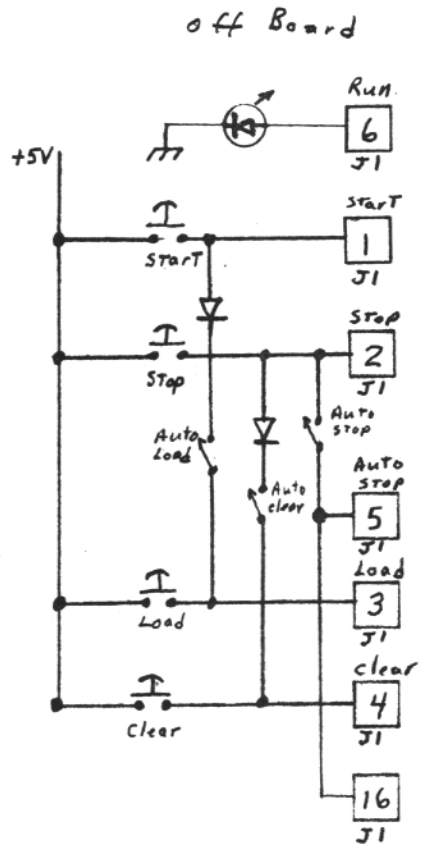 off Board
Run
6
J1
+5V
StarT
1
J1
StarT
Stop
2
J1
Stop
Auto
Load
Auto
stop
Auto
clear
Auto
stop
5
J1
Load
3
J1
Load
Clear
4
J1
Clear
16
J1